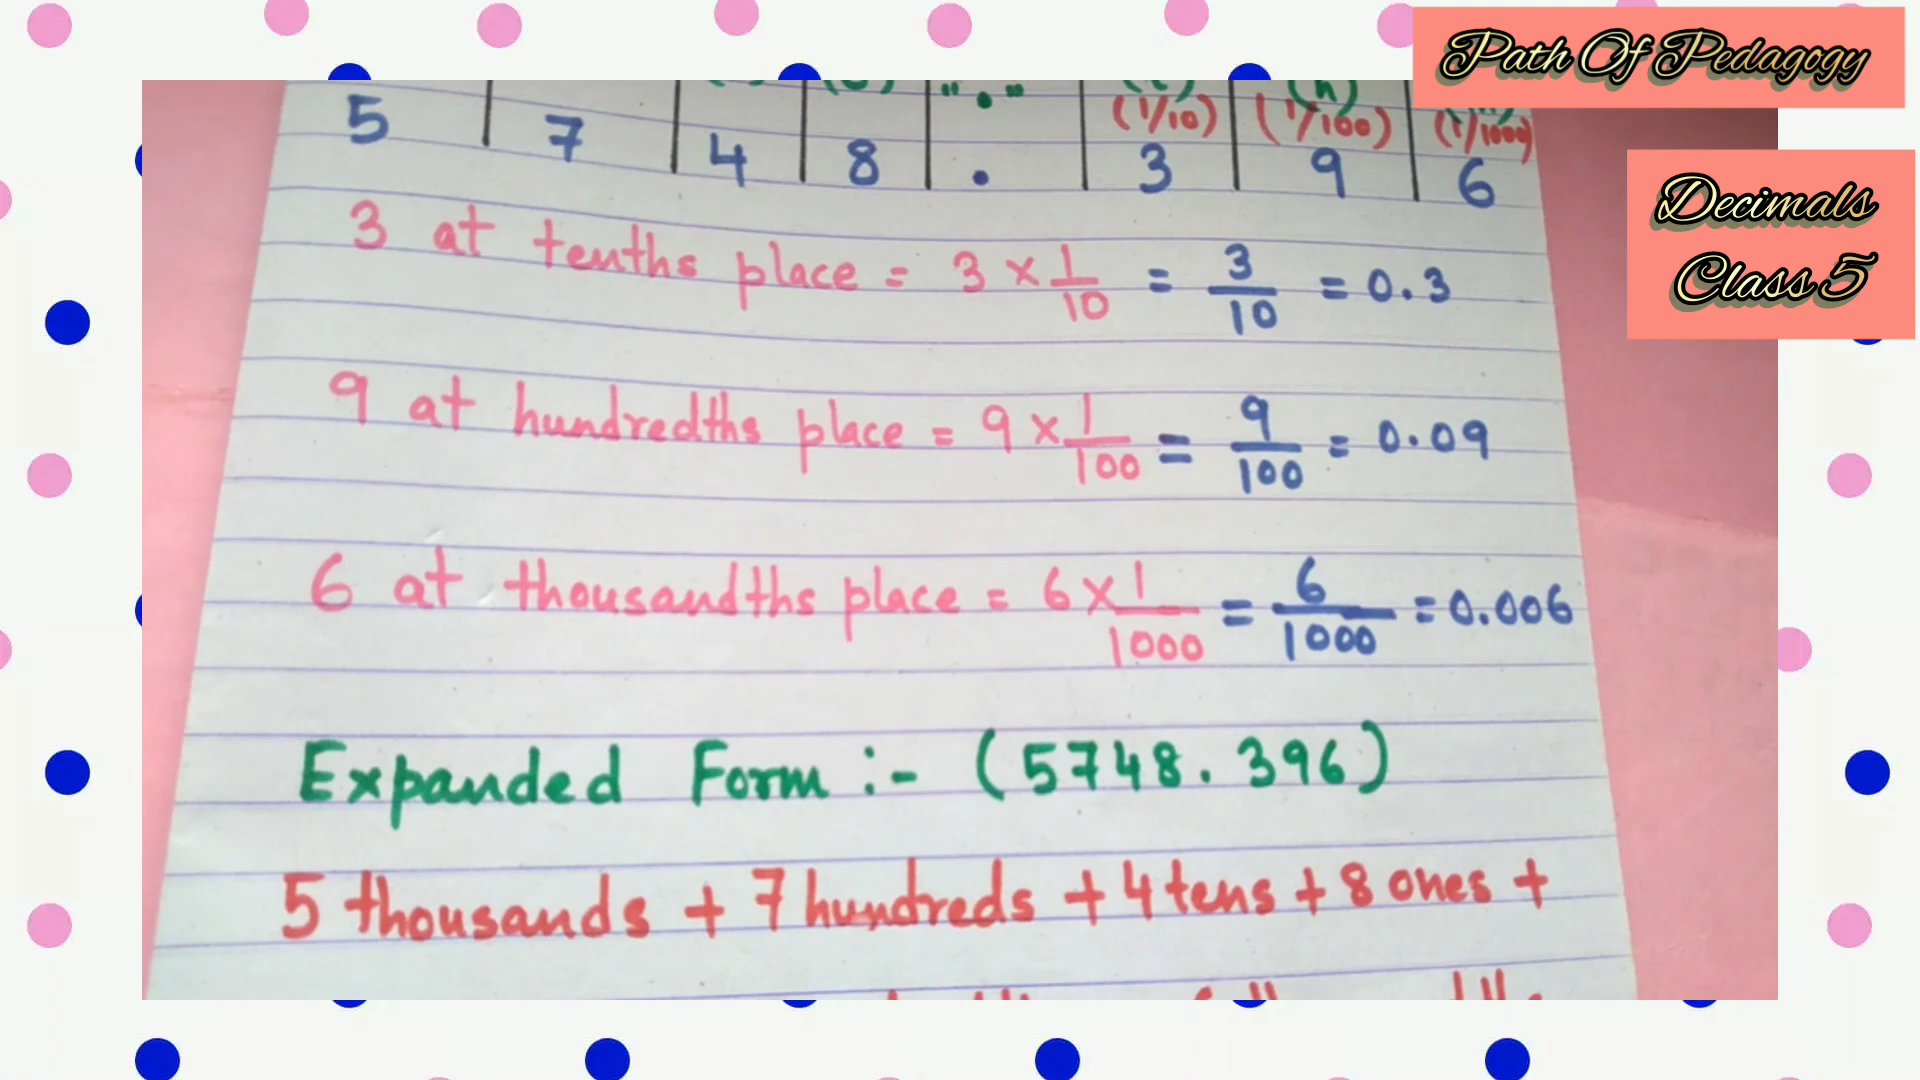 Path Of Pedagogy
Decimals
Class 5
"." (1/10) (1/100) (1/1000)
5 7 4 8 . 3 9 6
3 at tenths place = 3 × 1/10 = 3/10 = 0.3
9 at hundredths place = 9 × 1/100 = 9/100 = 0.09
6 at thousandths place = 6 × 1/1000 = 6/1000 = 0.006
Expanded Form :- (5748.396)
5 thousands + 7 hundreds + 4 tens + 8 ones +